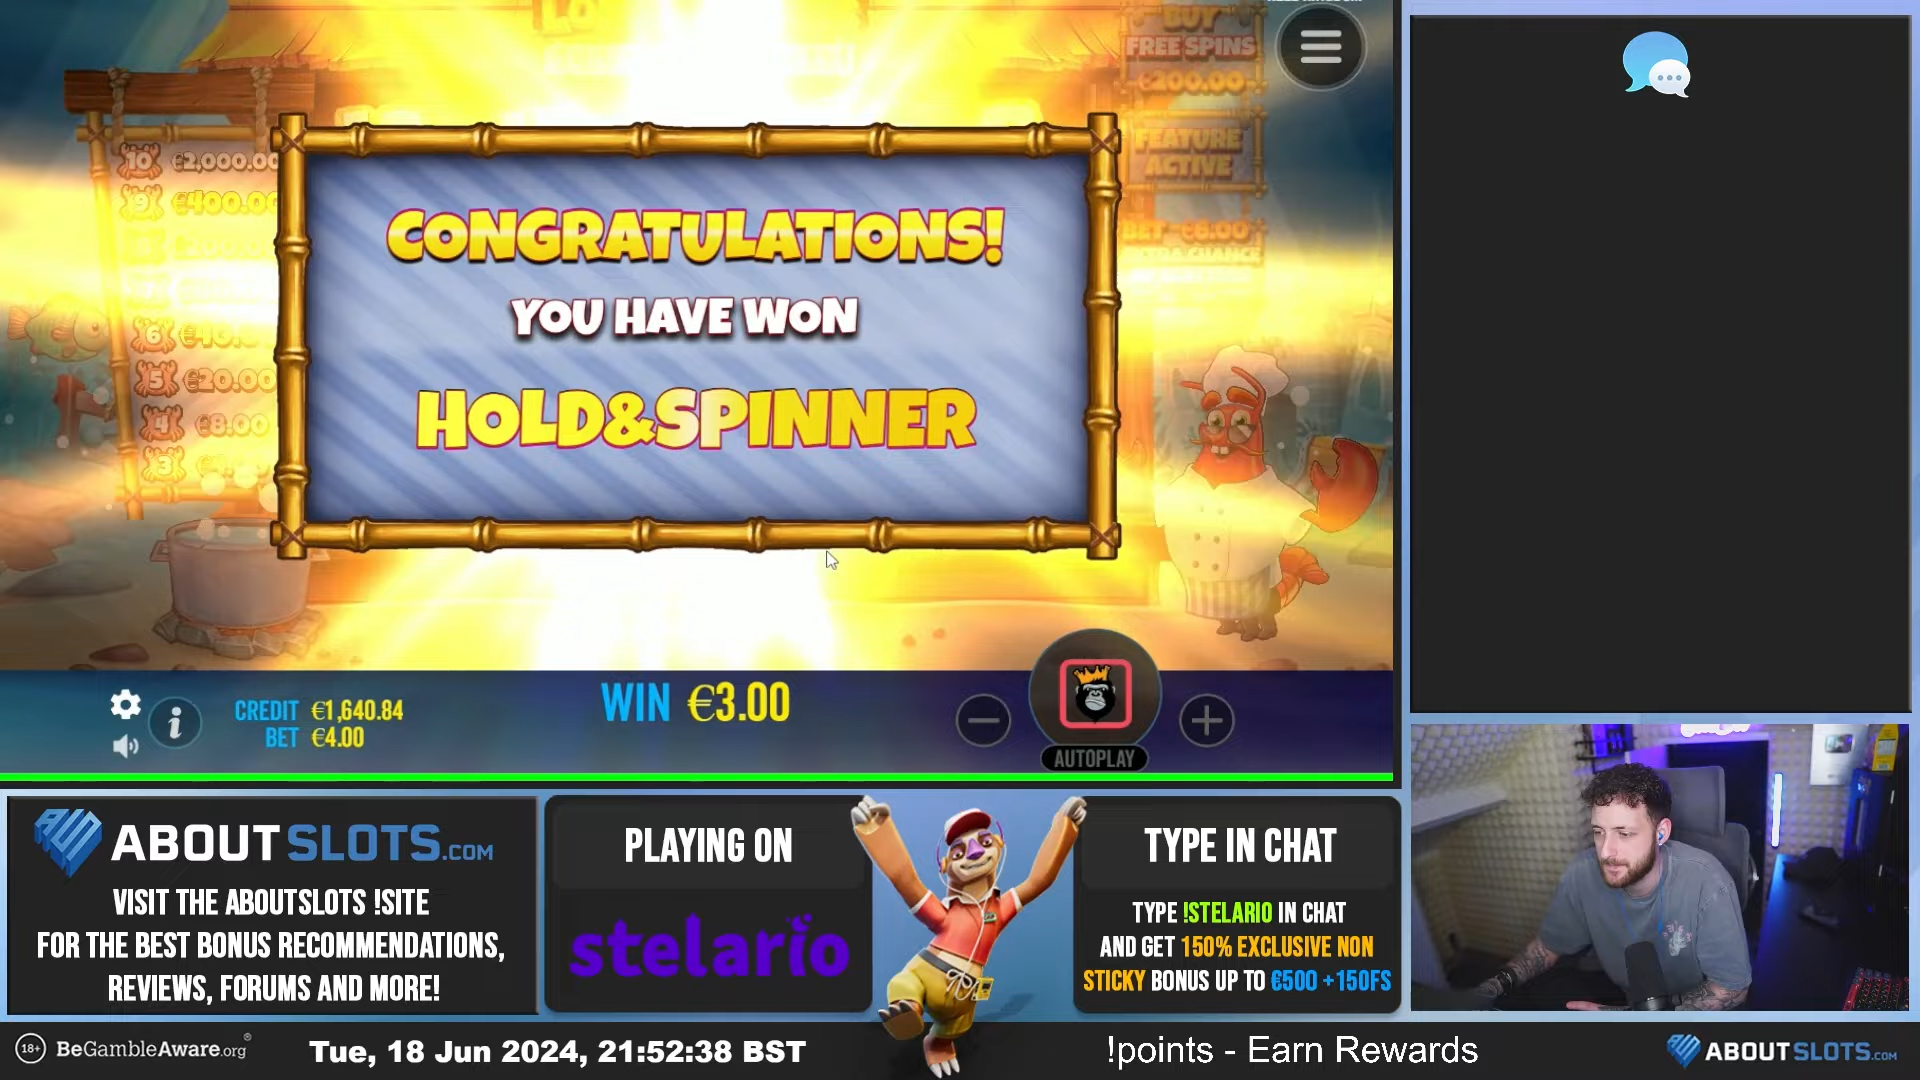 BUY
FREE SPINS
€200.00
10 €2,000.00
9 €400.00
6
5 €20.00
4 €8.00
3
FEATURE
ACTIVE
BET €6.00
CONGRATULATIONS!
YOU HAVE WON
HOLD&SPINNER
CREDIT €1,640.84
BET €4.00
WIN €3.00
AUTOPLAY
ABOUTSLOTS.COM
VISIT THE ABOUTSLOTS !SITE
FOR THE BEST BONUS RECOMMENDATIONS,
REVIEWS, FORUMS AND MORE!
PLAYING ON
stelario
TYPE IN CHAT
TYPE !STELARIO IN CHAT
AND GET 150% EXCLUSIVE NON
STICKY BONUS UP TO €500 +150FS
18+ BeGambleAware.org®
Tue, 18 Jun 2024, 21:52:38 BST
!points - Earn Rewards
ABOUTSLOTS.COM